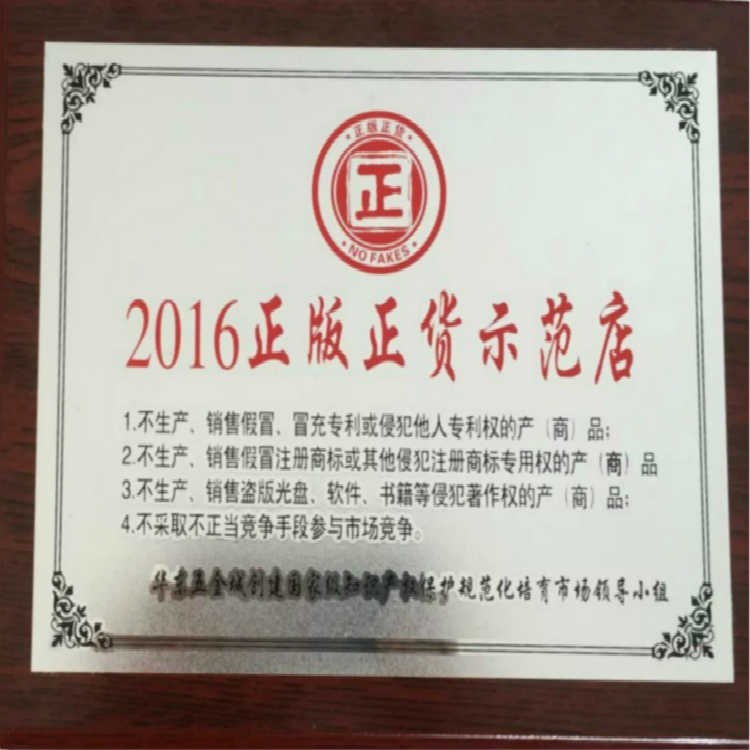 正版正货
正
NO FAKES
2016正版正货示范店
1.不生产、销售假冒、冒充专利或侵犯他人专利权的产（商）品；
2.不生产、销售假冒注册商标或其他侵犯注册商标专用权的产（商）品
3.不生产、销售盗版光盘、软件、书籍等侵犯著作权的产（商）品；
4.不采取不正当竞争手段参与市场竞争。
华东五金城创建国家级知识产权保护规范化培育市场领导小组